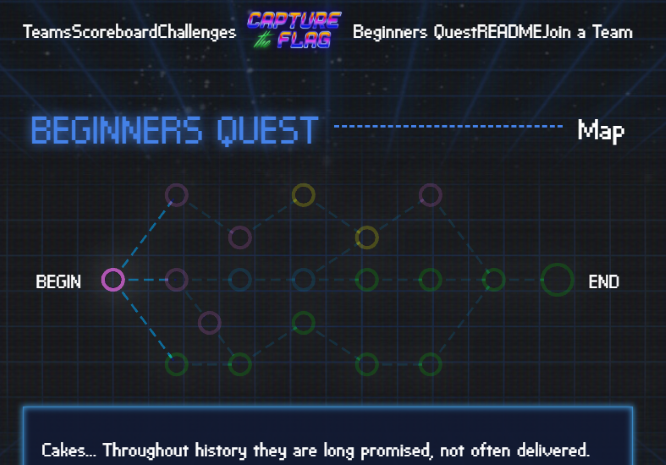 TeamsScoreboardChallenges CAPTURE the FLAG Beginners QuestREADMEJoin a Team
BEGINNERS QUEST Map
BEGIN END
Cakes... Throughout history they are long promised, not often delivered.